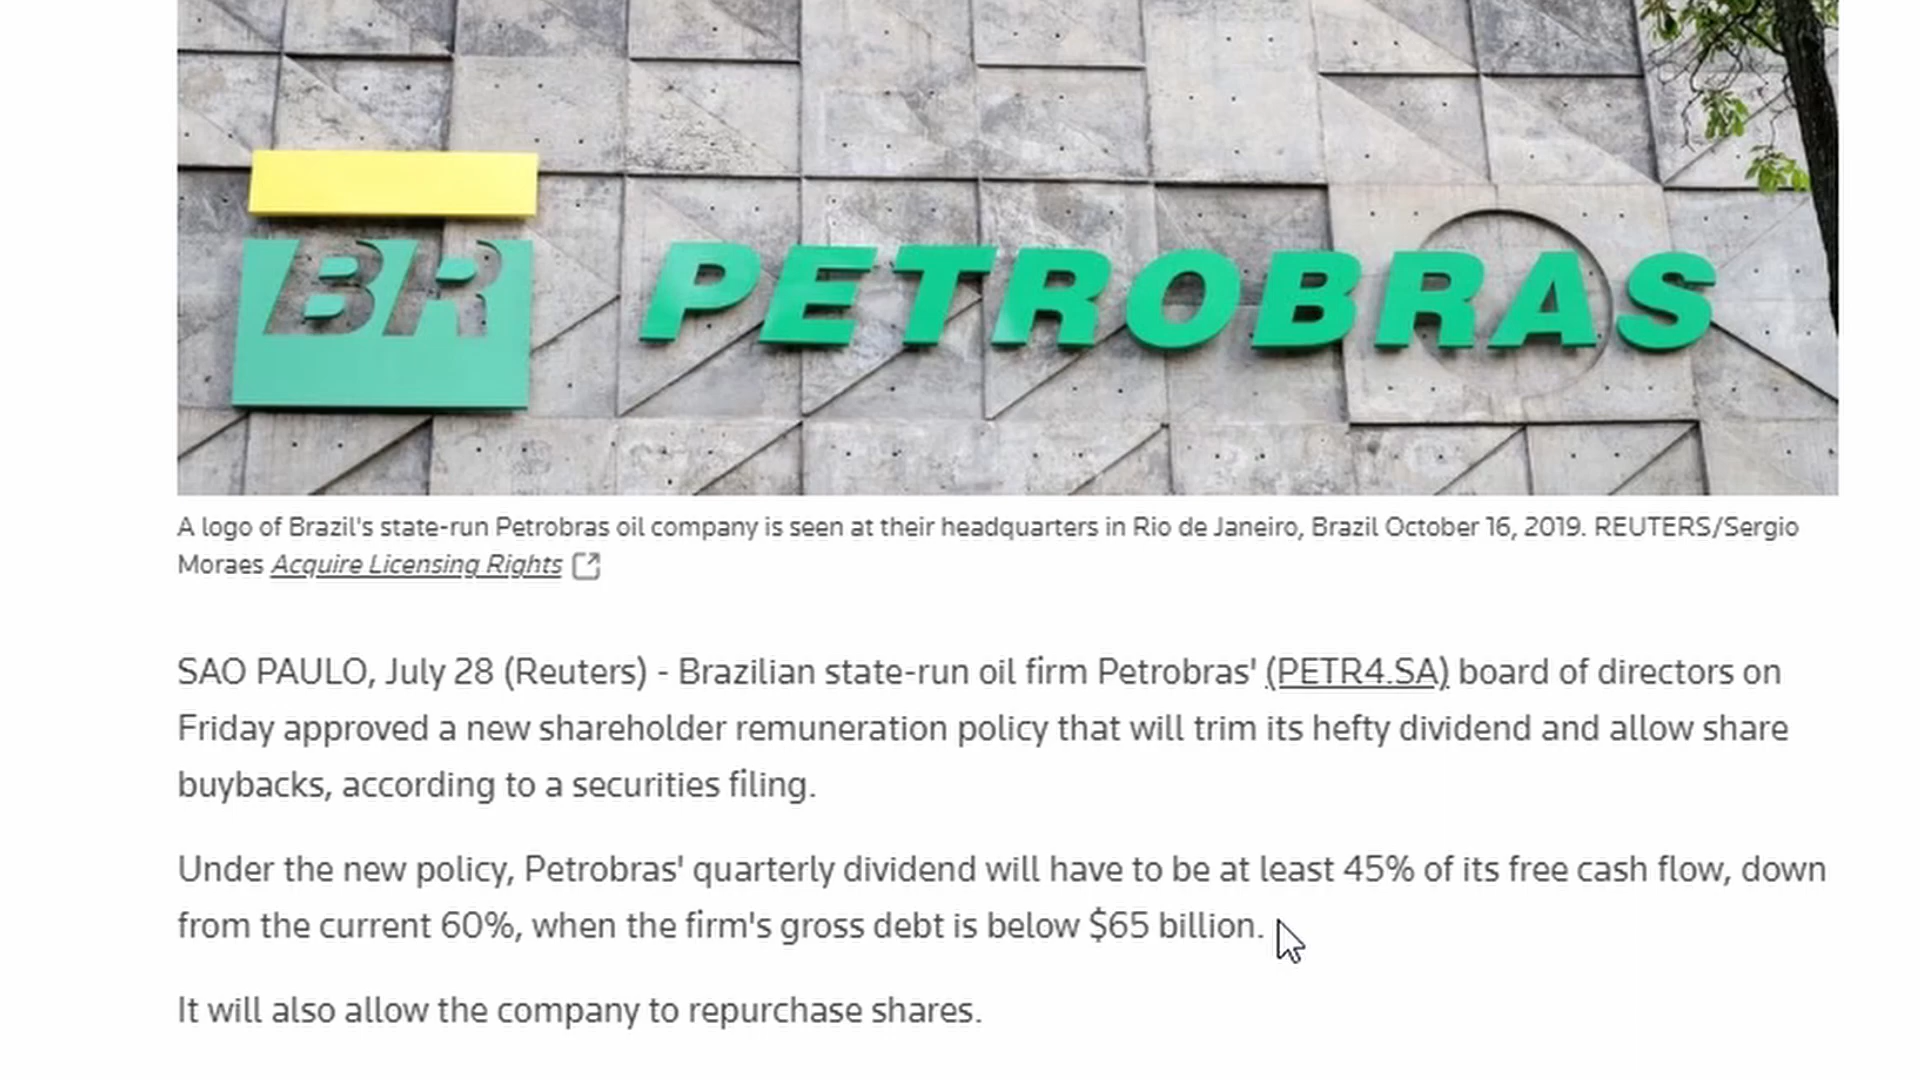 BR PETROBRAS
A logo of Brazil's state-run Petrobras oil company is seen at their headquarters in Rio de Janeiro, Brazil October 16, 2019. REUTERS/Sergio
Moraes Acquire Licensing Rights
SAO PAULO, July 28 (Reuters) - Brazilian state-run oil firm Petrobras' (PETR4.SA) board of directors on
Friday approved a new shareholder remuneration policy that will trim its hefty dividend and allow share
buybacks, according to a securities filing.
Under the new policy, Petrobras' quarterly dividend will have to be at least 45% of its free cash flow, down
from the current 60%, when the firm's gross debt is below $65 billion.
It will also allow the company to repurchase shares.